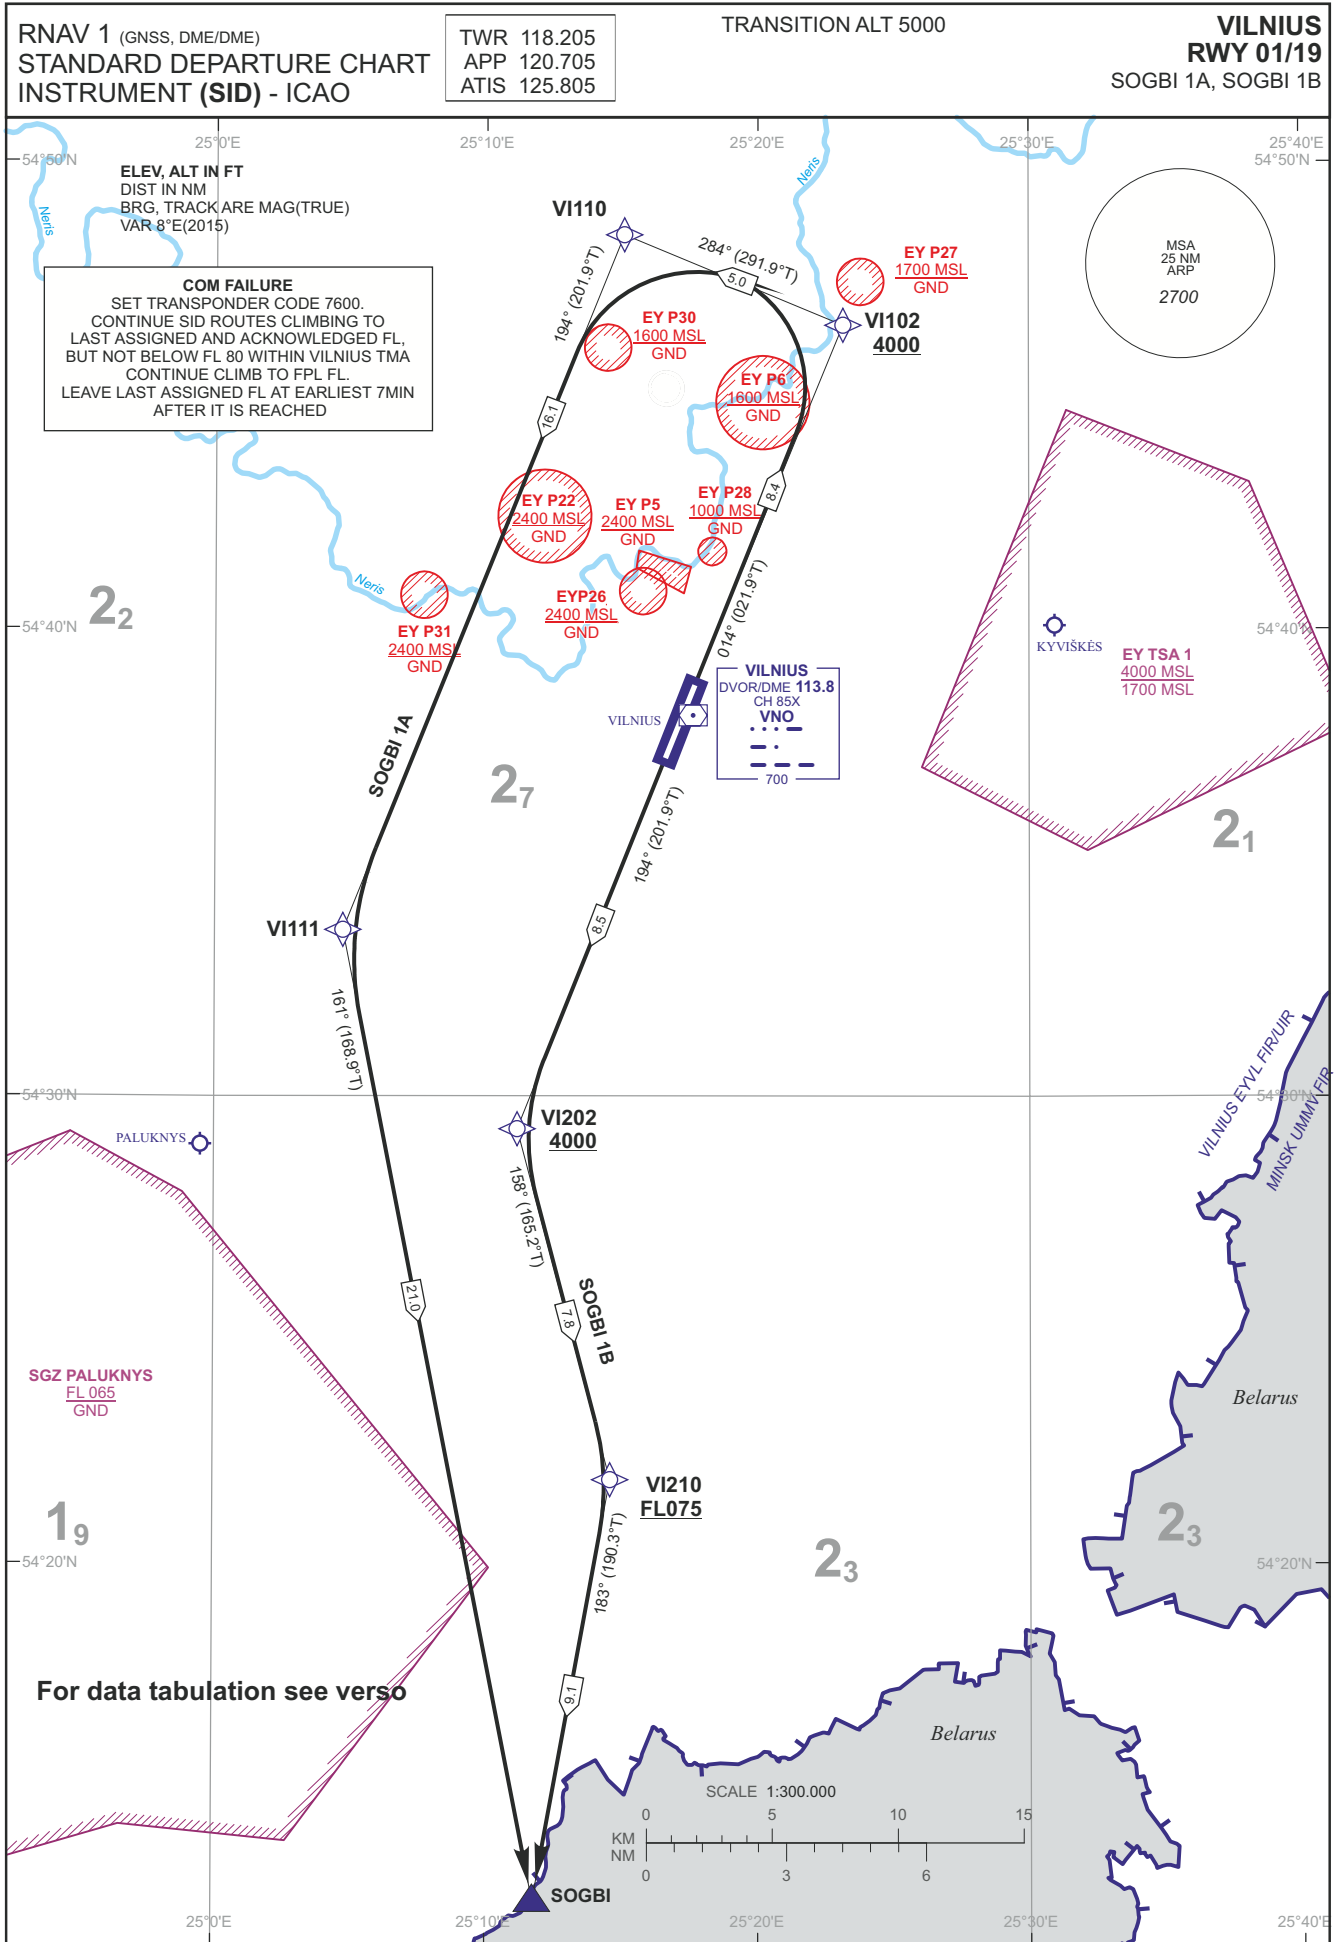 RNAV 1 (GNSS, DME/DME)
STANDARD DEPARTURE CHART
INSTRUMENT (SID) - ICAO
TWR 118.205
APP 120.705
ATIS 125.805
TRANSITION ALT 5000
VILNIUS
RWY 01/19
SOGBI 1A, SOGBI 1B
25°0'E
25°10'E
25°20'E
25°30'E
25°40'E
54°50'N
54°50'N
ELEV, ALT IN FT
DIST IN NM
BRG, TRACK ARE MAG(TRUE)
VAR 8°E(2015)
Neris
Neris
COM FAILURE
SET TRANSPONDER CODE 7600.
CONTINUE SID ROUTES CLIMBING TO
LAST ASSIGNED AND ACKNOWLEDGED FL,
BUT NOT BELOW FL 80 WITHIN VILNIUS TMA
CONTINUE CLIMB TO FPL FL.
LEAVE LAST ASSIGNED FL AT EARLIEST 7MIN
AFTER IT IS REACHED
MSA
25 NM
ARP
2700
VI110
284° (291.9°T)
5.0
194° (201.9°T)
EY P27
1700 MSL
GND
VI102
4000
EY P30
1600 MSL
GND
EY P6
1600 MSL
GND
16.1
8.4
EY P22
2400 MSL
GND
EY P5
2400 MSL
GND
EY P28
1000 MSL
GND
Neris
EYP26
2400 MSL
GND
EY P31
2400 MSL
GND
014° (021.9°T)
22
54°40'N
54°40'N
KYVIŠKĖS
EY TSA 1
4000 MSL
1700 MSL
VILNIUS
DVOR/DME 113.8
CH 85X
VNO
700
VILNIUS
SOGBI 1A
27
21
194° (201.9°T)
8.5
VI111
161° (168.9°T)
VILNIUS EYVL FIR/UIR
MINSK UMMV FIR
54°30'N
54°30'N
PALUKNYS
VI202
4000
158° (165.2°T)
21.0
7.8
SOGBI 1B
SGZ PALUKNYS
FL 065
GND
Belarus
VI210
FL075
183° (190.3°T)
19
23
23
54°20'N
54°20'N
9.1
For data tabulation see verso
Belarus
SCALE 1:300.000
0 5 10 15
KM
NM
0 3 6
SOGBI
25°0'E
25°10'E
25°20'E
25°30'E
25°40'E